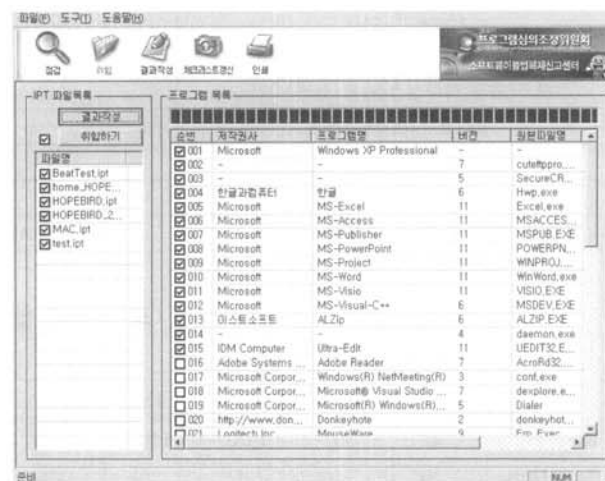 파일(F) 도구(T) 도움말(H)
점검 취합 결과작성 체크리스트갱신 인쇄
프로그램심의조정위원회
소프트웨어불법복제신고센터
IPT 파일목록
결과작성
취합하기
파일명
BeatTest.ipt
home_HOPE...
HOPEBIRD.ipt
HOPEBIRD_2...
MAC.ipt
test.ipt
프로그램 목록
순번 저작권사 프로그램명 버전 원본파일명
001 Microsoft Windows XP Professional - -
002 - - 7 cuteftppro....
003 - - 5 SecureCR...
004 한글과컴퓨터 한글 6 Hwp.exe
005 Microsoft MS-Excel 11 Excel.exe
006 Microsoft MS-Access 11 MSACCES...
007 Microsoft MS-Publisher 11 MSPUB.EXE
008 Microsoft MS-PowerPoint 11 POWERPN...
009 Microsoft MS-Project 11 WINPROJ....
010 Microsoft MS-Word 11 WinWord.exe
011 Microsoft MS-Visio 11 VISIO.EXE
012 Microsoft MS-Visual-C++ 6 MSDEV.EXE
013 이스트소프트 ALZip 6 ALZIP.EXE
014 - - 4 daemon.exe
015 IDM Computer Ultra-Edit 11 UEDIT32.E...
016 Adobe Systems ... Adobe Reader 7 AcroRd32....
017 Microsoft Corpor... Windows(R) NetMeeting(R) 3 conf.exe
018 Microsoft Corpor... Microsoft® Visual Studio ... 7 dexplore.e...
019 Microsoft Corpor... Microsoft(R) Windows(R)... 5 Dialer
020 http://www.don... Donkeyhote 2 donkeyhot...
021 Logitech Inc. MouseWare 9
준비 NUM